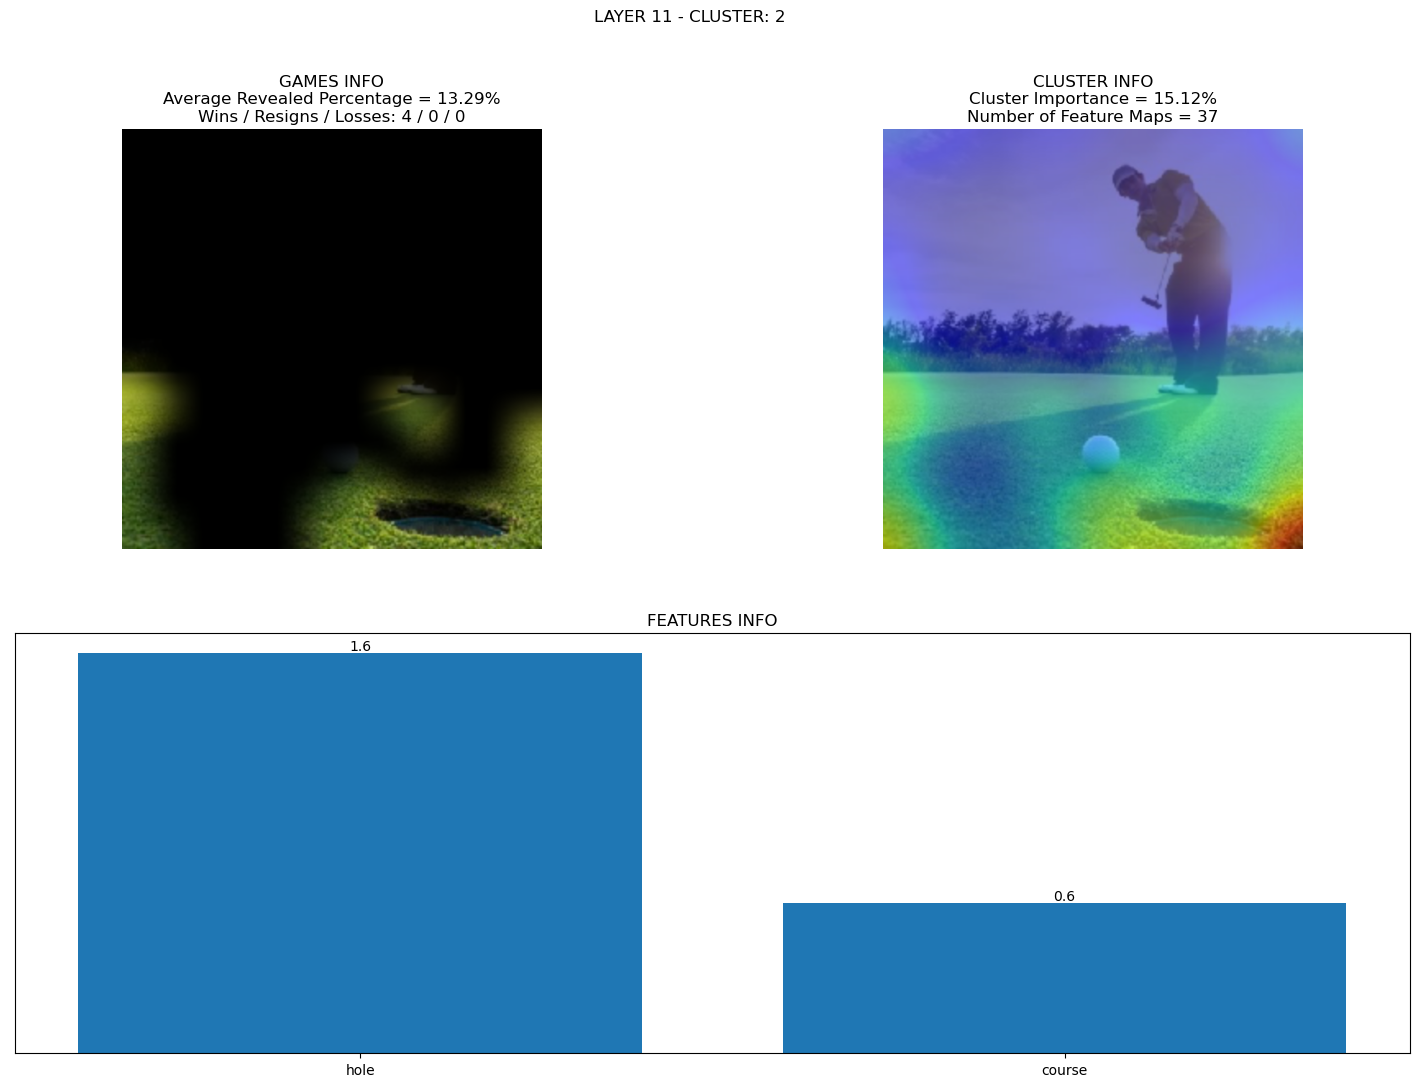 LAYER 11 - CLUSTER: 2
GAMES INFO
Average Revealed Percentage = 13.29%
Wins / Resigns / Losses: 4 / 0 / 0
CLUSTER INFO
Cluster Importance = 15.12%
Number of Feature Maps = 37
FEATURES INFO
1.6
0.6
hole
course